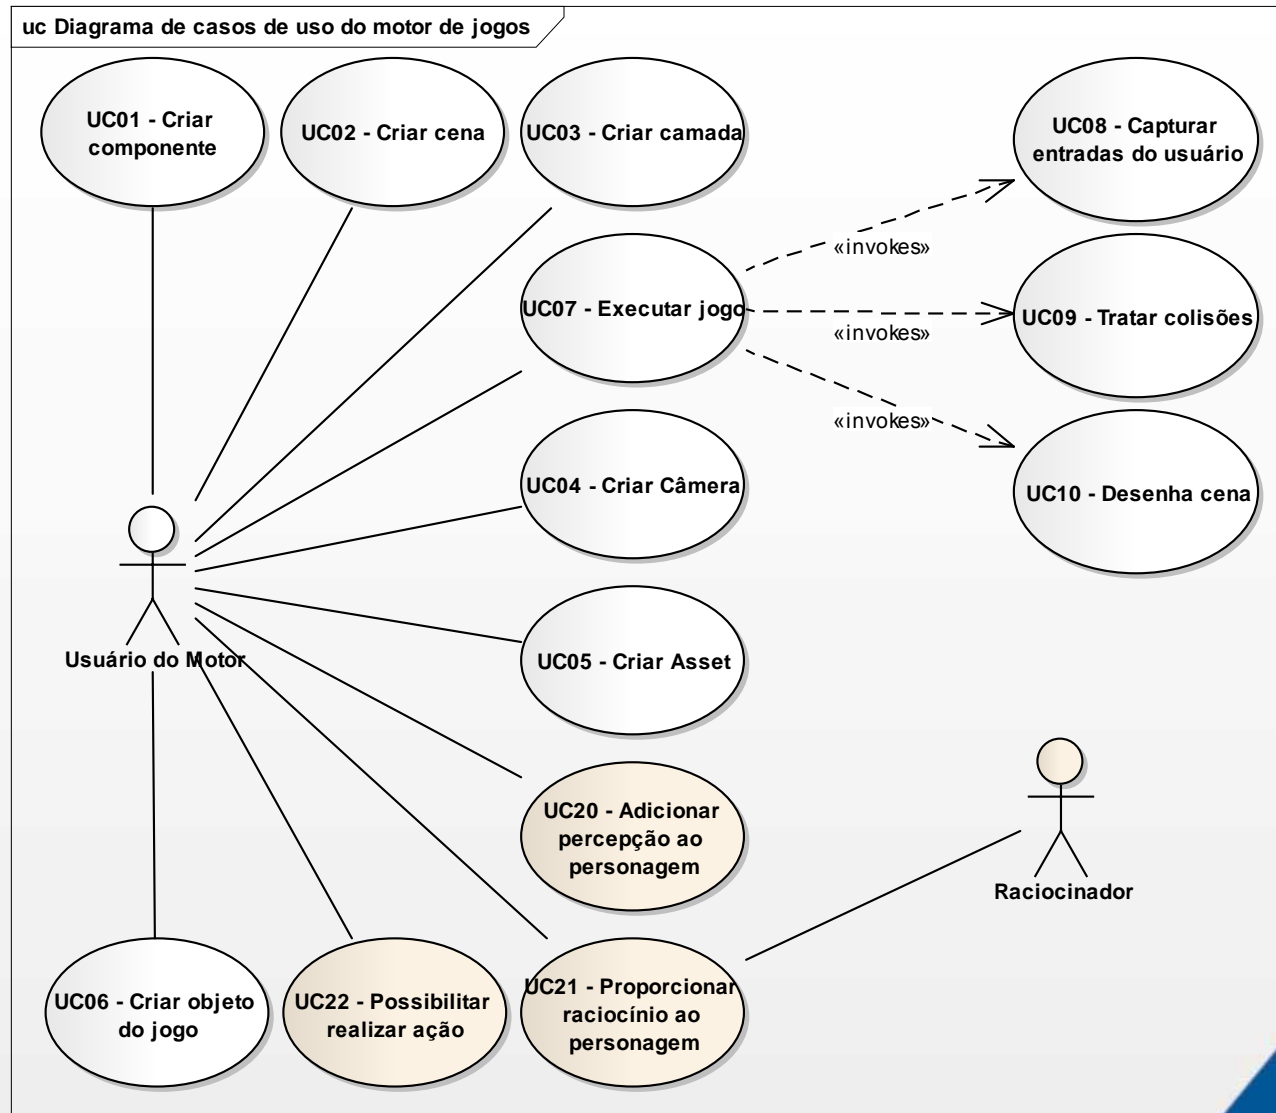 uc Diagrama de casos de uso do motor de jogos
UC01 - Criar
componente
UC02 - Criar cena
UC03 - Criar camada
UC08 - Capturar
entradas do usuário
«invokes»
UC07 - Executar jogo
UC09 - Tratar colisões
«invokes»
«invokes»
UC04 - Criar Câmera
UC10 - Desenha cena
Usuário do Motor
UC05 - Criar Asset
UC20 - Adicionar
percepção ao
personagem
Raciocinador
UC06 - Criar objeto
do jogo
UC22 - Possibilitar
realizar ação
UC21 - Proporcionar
raciocínio ao
personagem